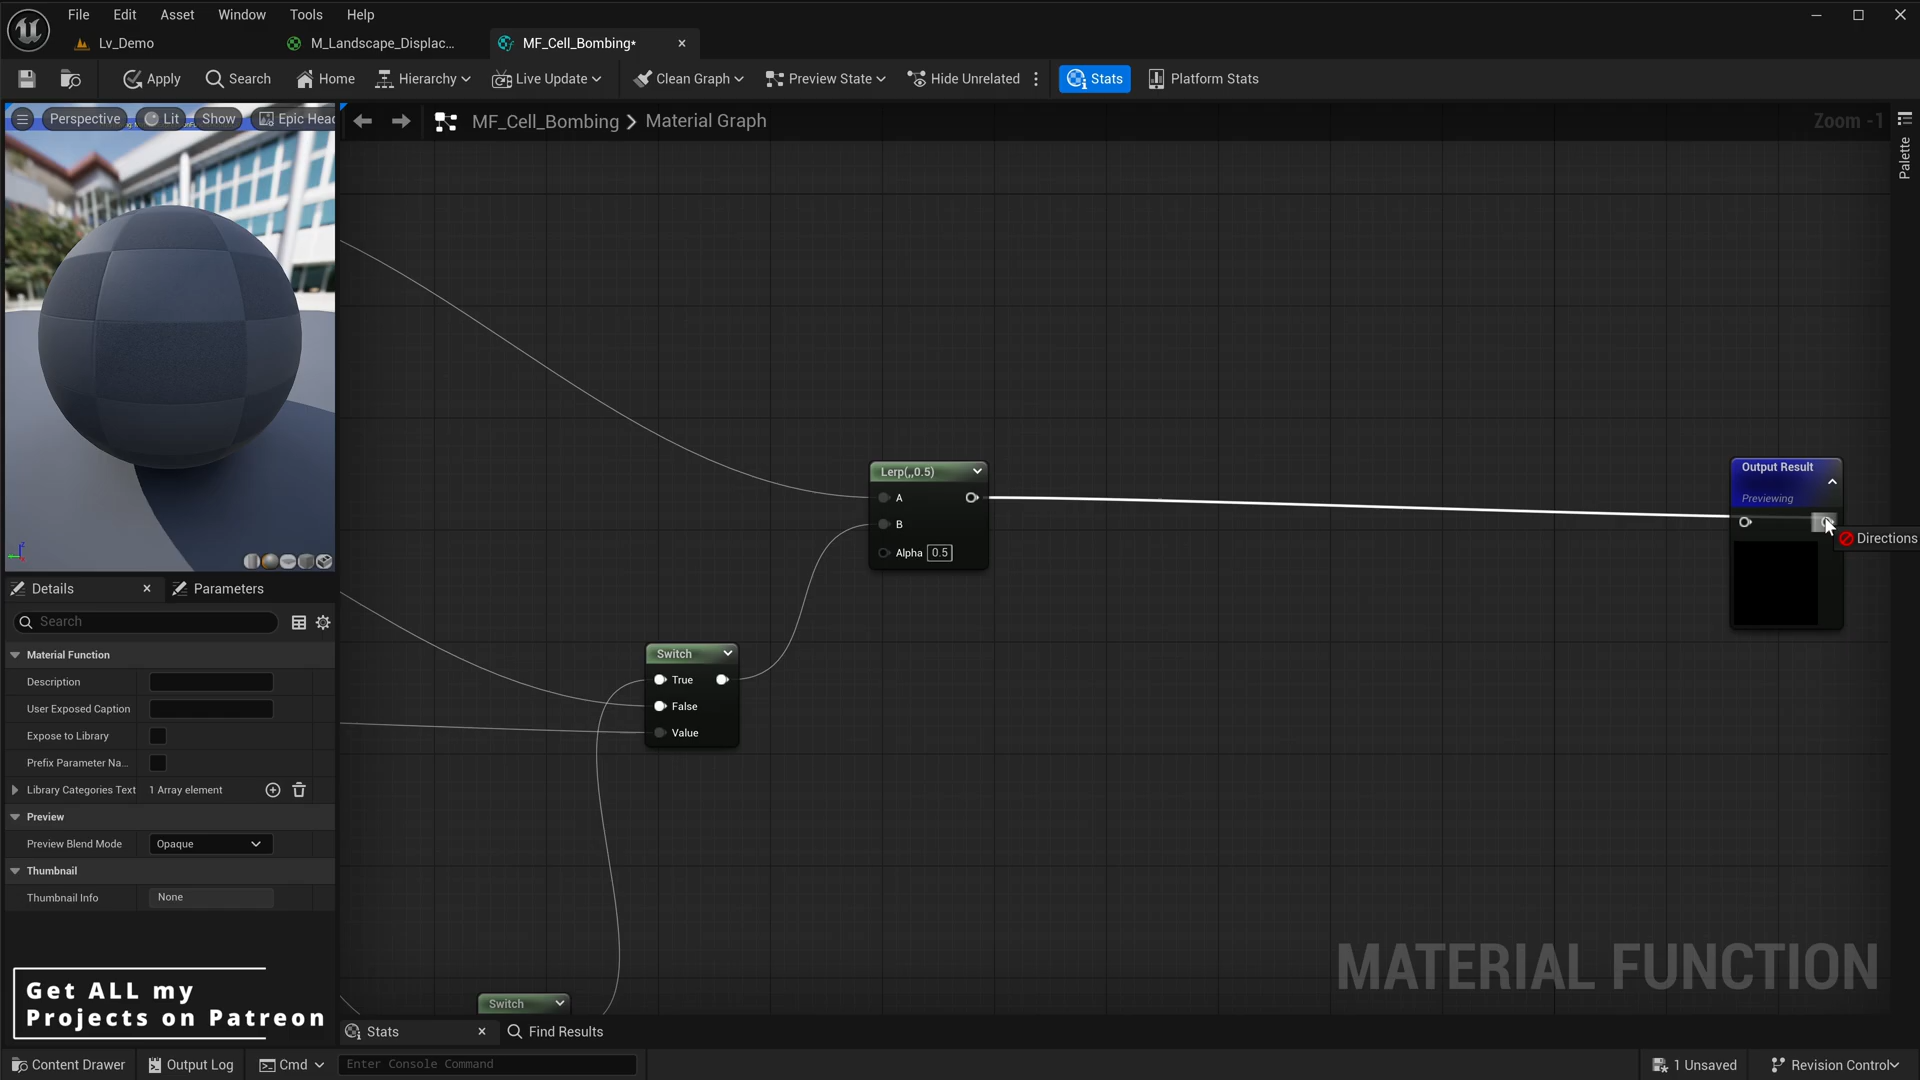 File Edit Asset Window Tools Help
Lv_Demo M_Landscape_Displac... MF_Cell_Bombing*
Apply Search Home Hierarchy Live Update Clean Graph Preview State Hide Unrelated Stats Platform Stats
Perspective Lit Show Epic Head
MF_Cell_Bombing > Material Graph
Zoom -1
Palette
Lerp(,,0.5)
A
B
Alpha 0.5
Output Result
Previewing
Directions
Switch
True
False
Value
Switch
Details Parameters
Search
Material Function
Description
User Exposed Caption
Expose to Library
Prefix Parameter Na...
Library Categories Text 1 Array element
Preview
Preview Blend Mode Opaque
Thumbnail
Thumbnail Info None
Get ALL my
Projects on Patreon
MATERIAL FUNCTION
Stats Find Results
Content Drawer Output Log Cmd Enter Console Command 1 Unsaved Revision Control